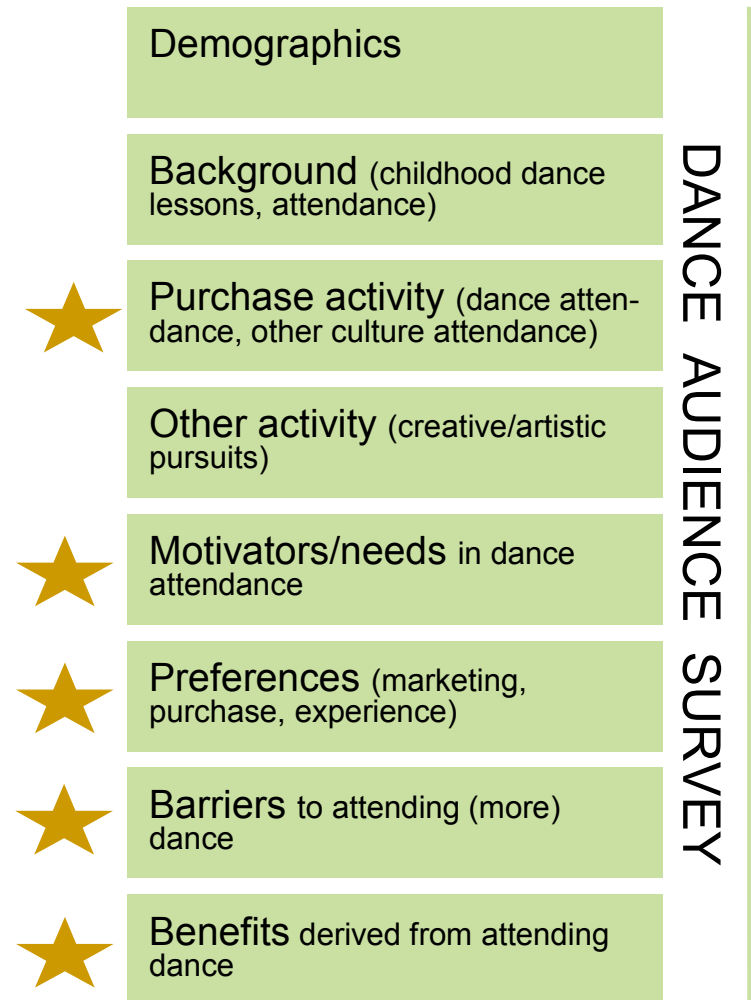 Demographics
Background (childhood dance
lessons, attendance)
Purchase activity (dance atten-
dance, other culture attendance)
Other activity (creative/artistic
pursuits)
Motivators/needs in dance
attendance
Preferences (marketing,
purchase, experience)
Barriers to attending (more)
dance
Benefits derived from attending
dance
DANCE AUDIENCE SURVEY